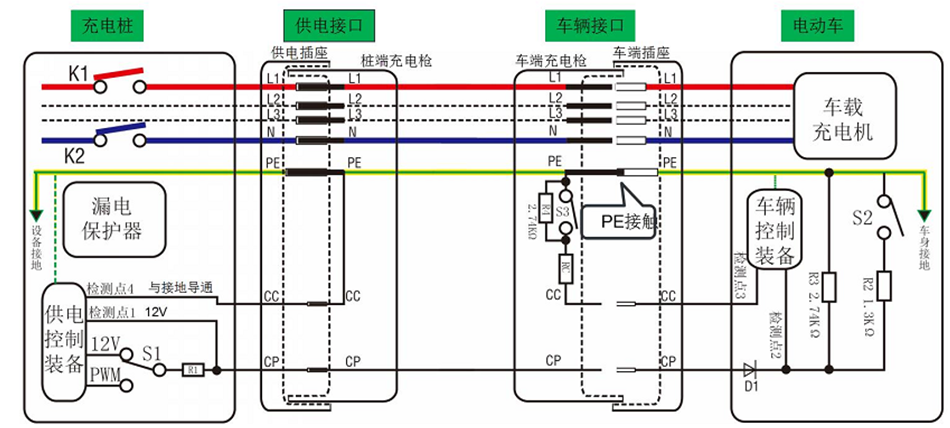 充电桩
供电接口
车辆接口
电动车
供电插座
桩端充电枪
车端充电枪
车端插座
K1
L1
L1
L1
L1
L2
L2
L2
L2
L3
L3
L3
L3
K2
N
N
N
N
PE
PE
PE
PE
车载
充电机
漏电
保护器
设备接地
R1
2.74KΩ
S3
RC
PE接触
车辆
控制
装备
S2
车身接地
检测点3
检测点2
R3 2.74KΩ
R2 1.3KΩ
供电
控制
装备
检测点4 与接地导通
检测点1 12V
12V
PWM
S1
R1
CC
CC
CC
CC
CP
CP
CP
CP
D1